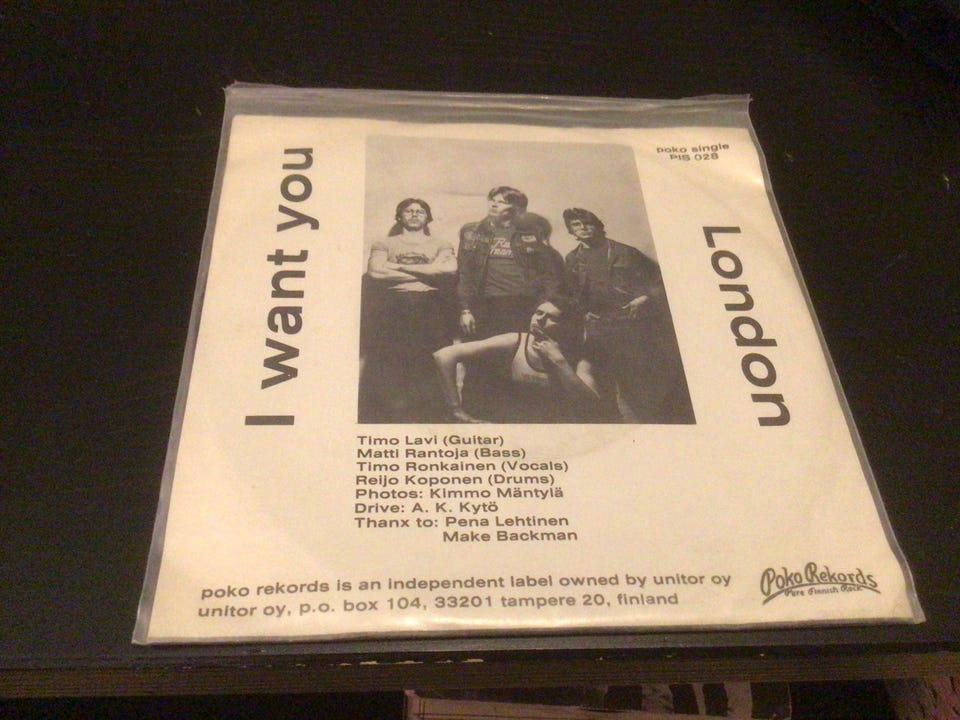 I want you
poko single
PIS 028
London
Timo Lavi (Guitar)
Matti Rantoja (Bass)
Timo Ronkainen (Vocals)
Reijo Koponen (Drums)
Photos: Kimmo Mäntylä
Drive: A. K. Kytö
Thanx to: Pena Lehtinen
Make Backman
poko rekords is an independent label owned by unitor oy
unitor oy, p.o. box 104, 33201 tampere 20, finland
Poko Rekords
Pure Finnish Rock